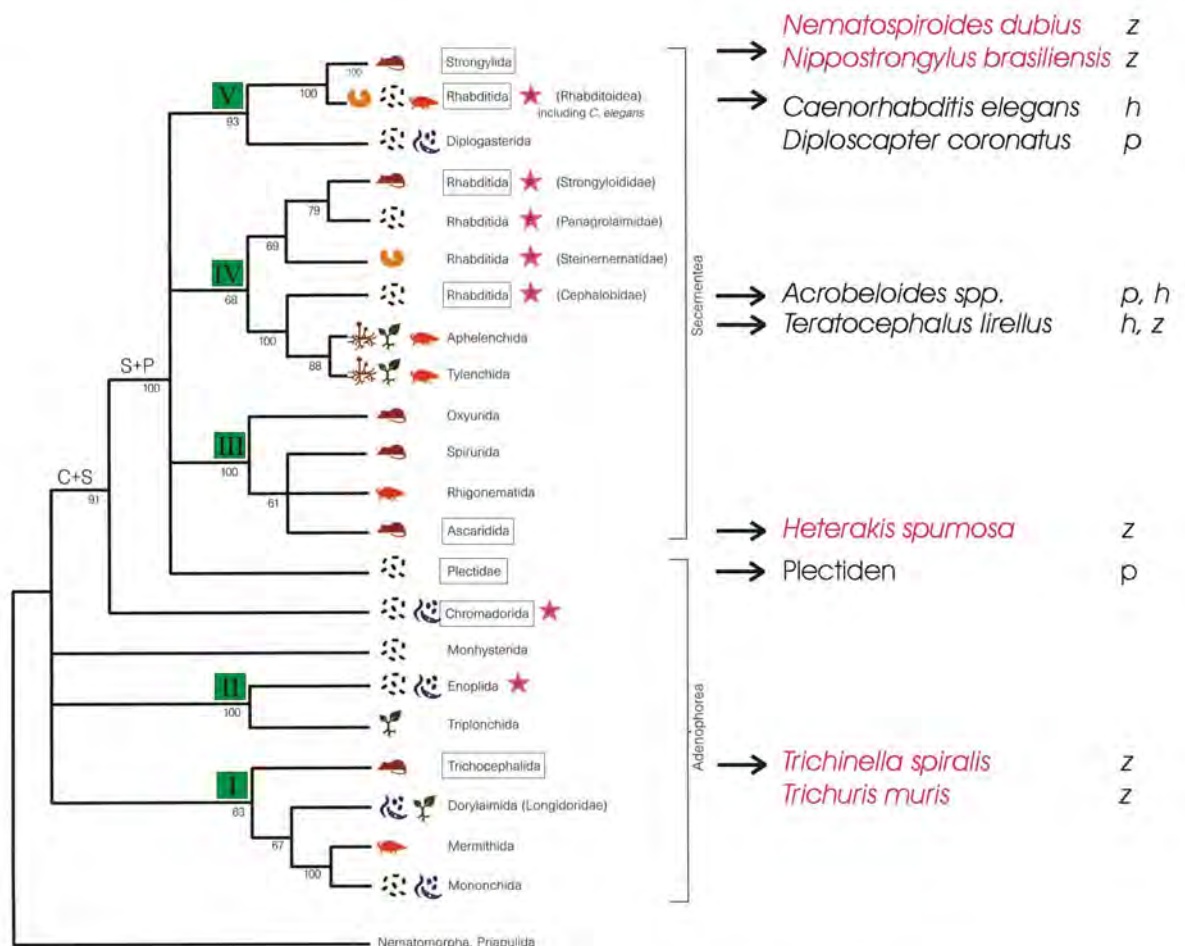 Nematospiroides dubius z
Nippostrongylus brasiliensis z
100
Strongylida
V
100
Rhabditida (Rhabditoidea)
including C. elegans
Caenorhabditis elegans h
93
Diplogasterida
Diploscapter coronatus p
Rhabditida (Strongyloididae)
79
Rhabditida (Panagrolaimidae)
69
Rhabditida (Steinernematidae)
IV
68
Rhabditida (Cephalobidae)
Acrobeloides spp. p, h
Teratocephalus lirellus h, z
100
Aphelenchida
88
Tylenchida
S+P
100
Secernentea
Oxyurida
III
100
Spirurida
C+S
91
61
Rhigonematida
Ascaridida
Heterakis spumosa z
Plectidae
Plectiden p
Chromadorida
Monhysterida
II
100
Enoplida
Triplonchida
Adenophorea
Trichocephalida
Trichinella spiralis z
Trichuris muris z
I
63
Dorylaimida (Longidoridae)
67
Mermithida
100
Mononchida
Nematomorpha, Priapulida